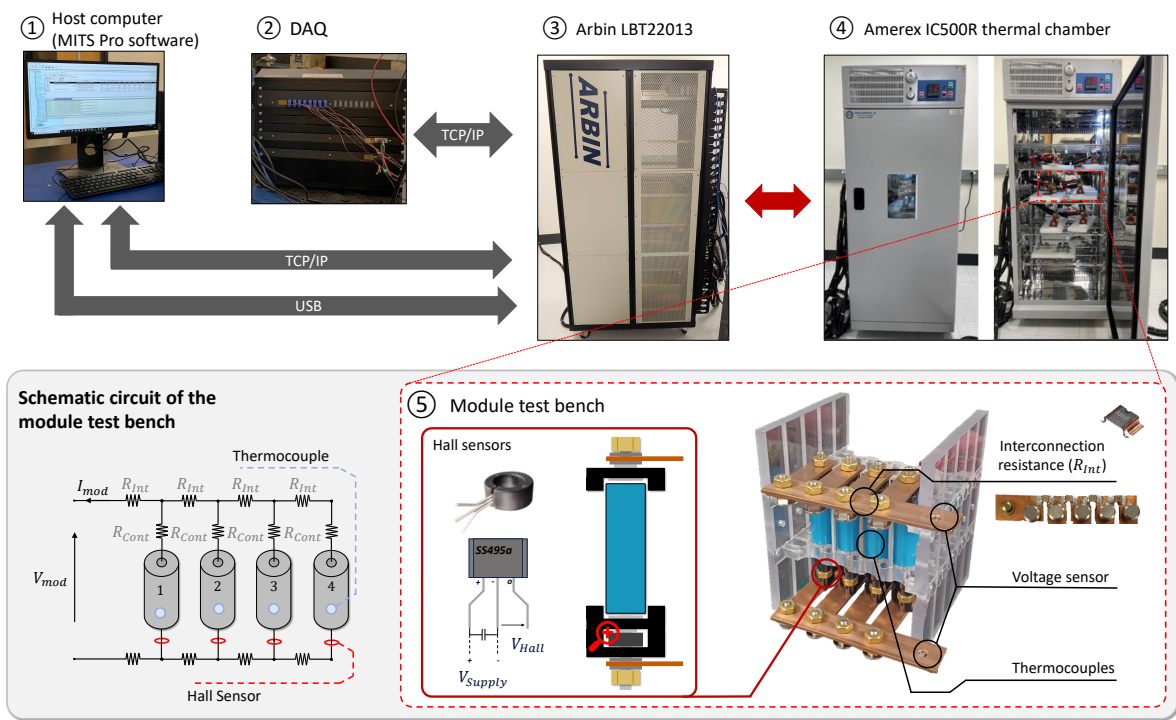 ① Host computer
(MITS Pro software)
② DAQ
③ Arbin LBT22013
④ Amerex IC500R thermal chamber
ARBIN
TCP/IP
TCP/IP
USB
Schematic circuit of the
module test bench
Thermocouple
I_mod
R_Int R_Int R_Int R_Int
R_Cont R_Cont R_Cont R_Cont
V_mod
1 2 3 4
Hall Sensor
⑤ Module test bench
Hall sensors
SS495a
+ - o
V_Hall
+ -
V_Supply
Interconnection
resistance (R_Int)
Voltage sensor
Thermocouples